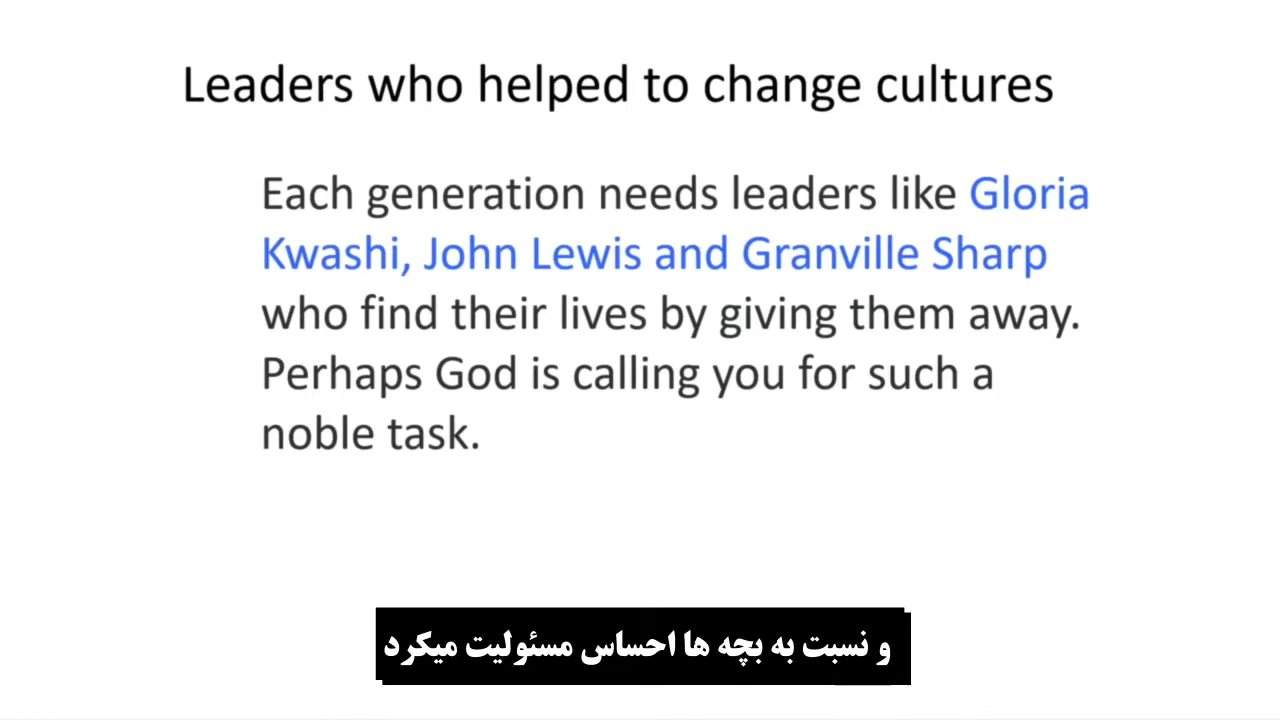 Leaders who helped to change cultures
Each generation needs leaders like Gloria
Kwashi, John Lewis and Granville Sharp
who find their lives by giving them away.
Perhaps God is calling you for such a
noble task.
و نسبت به بچه ها احساس مسئولیت میکرد